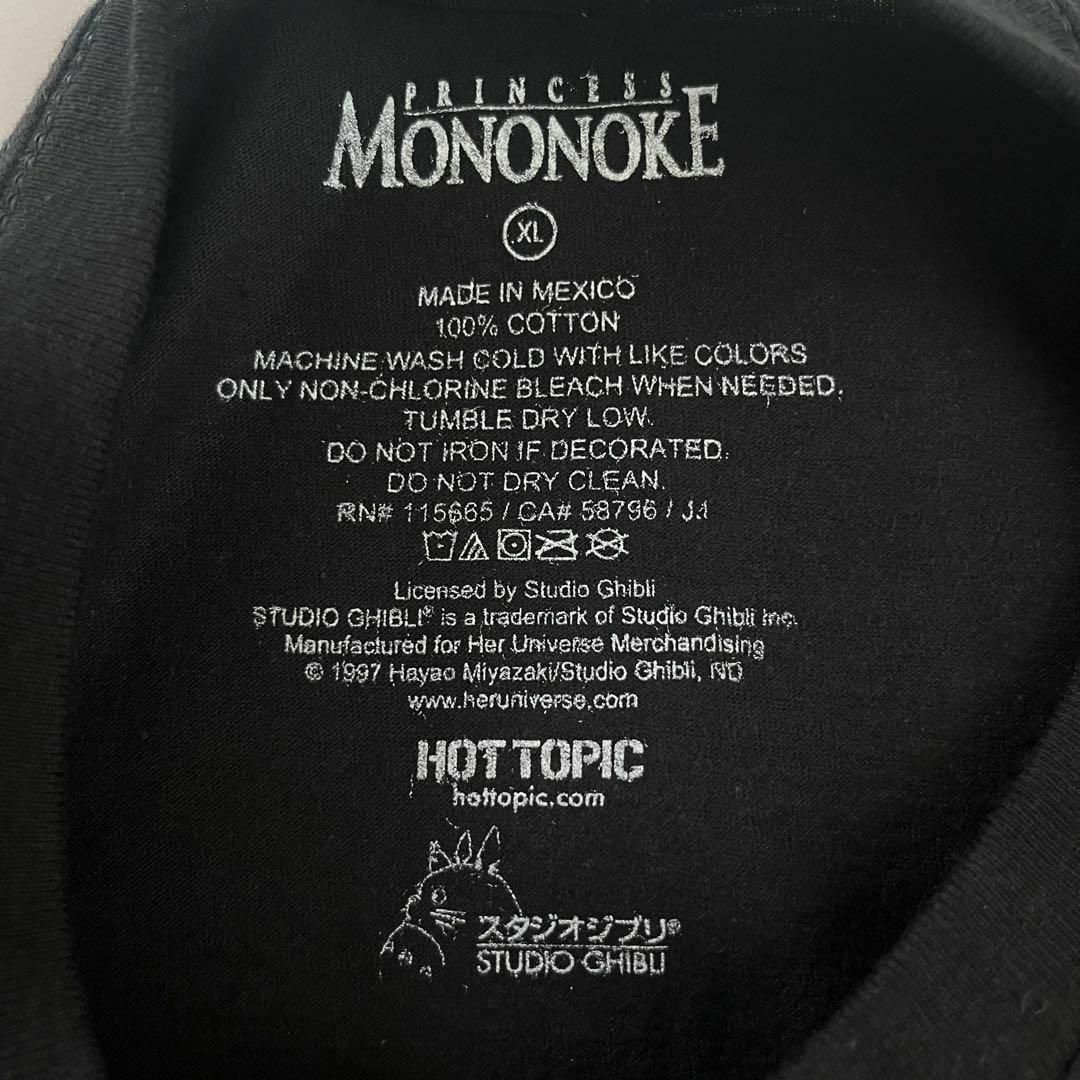 PRINCESS
MONONOKE
XL
MADE IN MEXICO
100% COTTON
MACHINE WASH COLD WITH LIKE COLORS
ONLY NON-CHLORINE BLEACH WHEN NEEDED.
TUMBLE DRY LOW.
DO NOT IRON IF DECORATED.
DO NOT DRY CLEAN.
RN# 115665 / CA# 58796 / J1
Licensed by Studio Ghibli
STUDIO GHIBLI® is a trademark of Studio Ghibli Inc.
Manufactured for Her Universe Merchandising
© 1997 Hayao Miyazaki/Studio Ghibli, ND
www.heruniverse.com
HOT TOPIC
hottopic.com
スタジオジブリ®
STUDIO GHIBLI